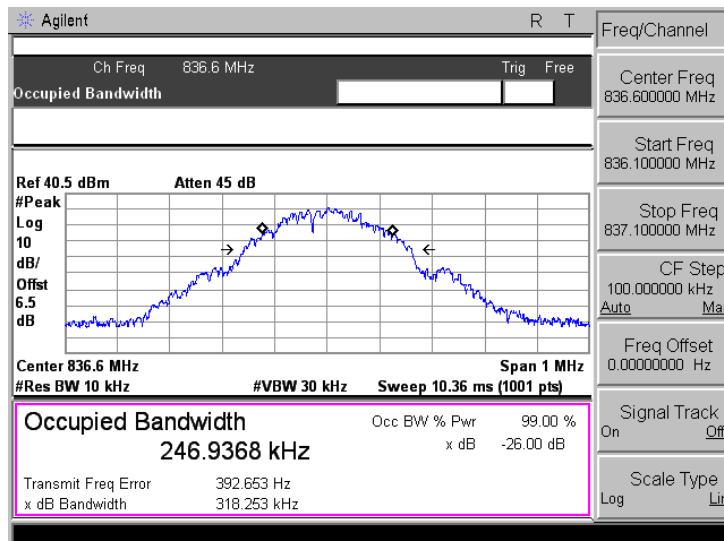 Agilent R T
Ch Freq 836.6 MHz Trig Free
Occupied Bandwidth
Ref 40.5 dBm Atten 45 dB
#Peak
Log
10
dB/
Offst
6.5
dB
Center 836.6 MHz Span 1 MHz
#Res BW 10 kHz #VBW 30 kHz Sweep 10.36 ms (1001 pts)
Occupied Bandwidth
246.9368 kHz
Occ BW % Pwr 99.00 %
x dB -26.00 dB
Transmit Freq Error 392.653 Hz
x dB Bandwidth 318.253 kHz
Freq/Channel
Center Freq
836.600000 MHz
Start Freq
836.100000 MHz
Stop Freq
837.100000 MHz
CF Step
100.000000 kHz
Auto Ma
Freq Offset
0.00000000 Hz
Signal Track
On Off
Scale Type
Log Lin